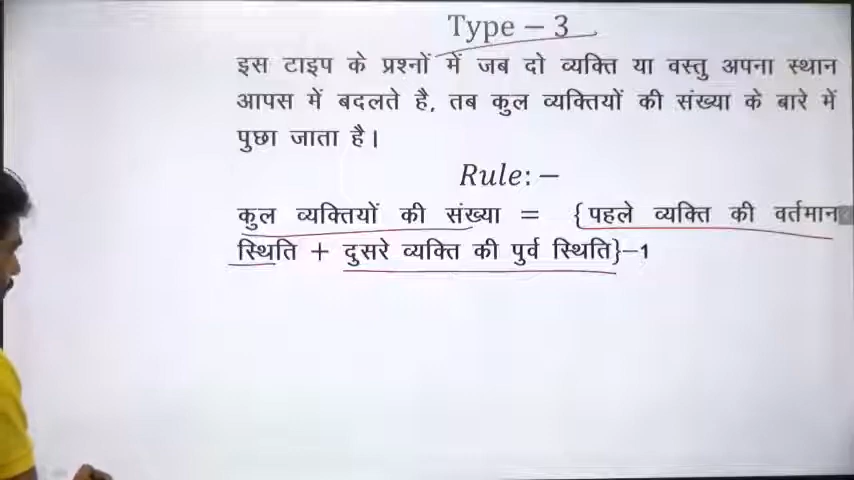 Type − 3
इस टाइप के प्रश्नों में जब दो व्यक्ति या वस्तु अपना स्थान
आपस में बदलते है, तब कुल व्यक्तियों की संख्या के बारे में
पुछा जाता है।
Rule: −
कुल व्यक्तियों की संख्या = {पहले व्यक्ति की वर्तमान
स्थिति + दुसरे व्यक्ति की पुर्व स्थिति}−1